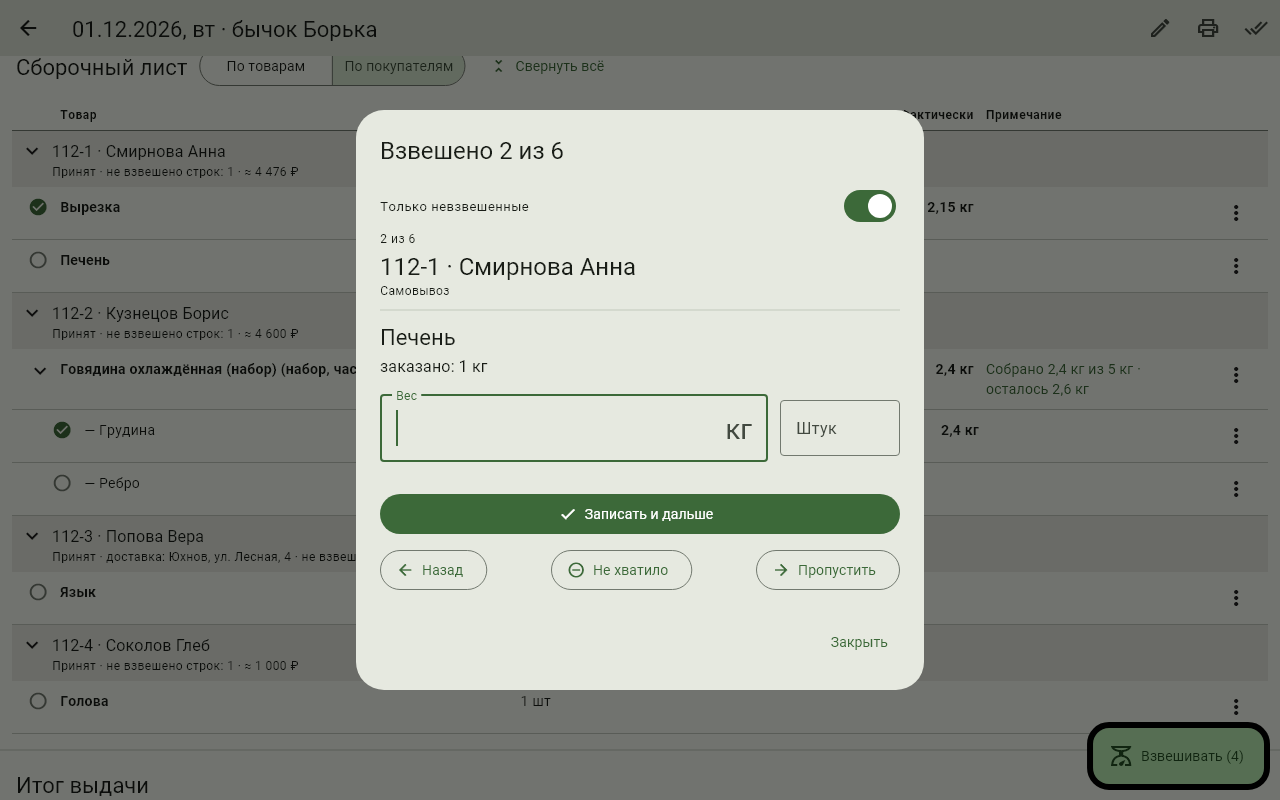 01.12.2026, вт · бычок Борька
Сборочный лист
По товарам
По покупателям
Свернуть всё
Товар
Примечание
112-1 · Смирнова Анна
Принят · не взвешено строк: 1 · ≈ 4 476 ₽
Вырезка
2,15 кг
Печень
112-2 · Кузнецов Борис
Принят · не взвешено строк: 1 · ≈ 4 600 ₽
Говядина охлаждённая (набор) (набор, час
2,4 кг
Собрано 2,4 кг из 5 кг ·
осталось 2,6 кг
— Грудина
2,4 кг
— Ребро
112-3 · Попова Вера
Принят · доставка: Юхнов, ул. Лесная, 4 · не взвеш
Язык
112-4 · Соколов Глеб
Принят · не взвешено строк: 1 · ≈ 1 000 ₽
Голова
1 шт
Итог выдачи
Взвешивать (4)
Взвешено 2 из 6
Только невзвешенные
2 из 6
112-1 · Смирнова Анна
Самовывоз
Печень
заказано: 1 кг
Вес
кг
Штук
Записать и дальше
Назад
Не хватило
Пропустить
Закрыть